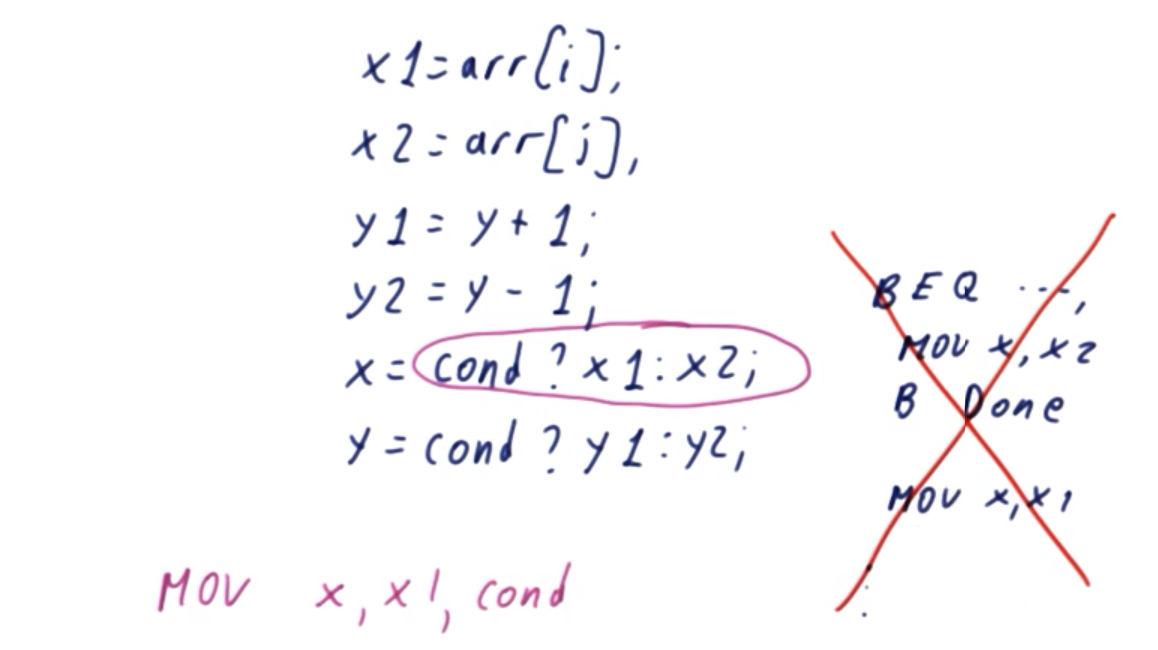 x1=arr[i];
x2=arr[j],
y1=y+1;
y2=y-1;
x=cond?x1:x2;
y=cond?y1:y2;
BEQ ...,
MOV x,x2
B Done
MOV x,x1
MOV x,x1,cond